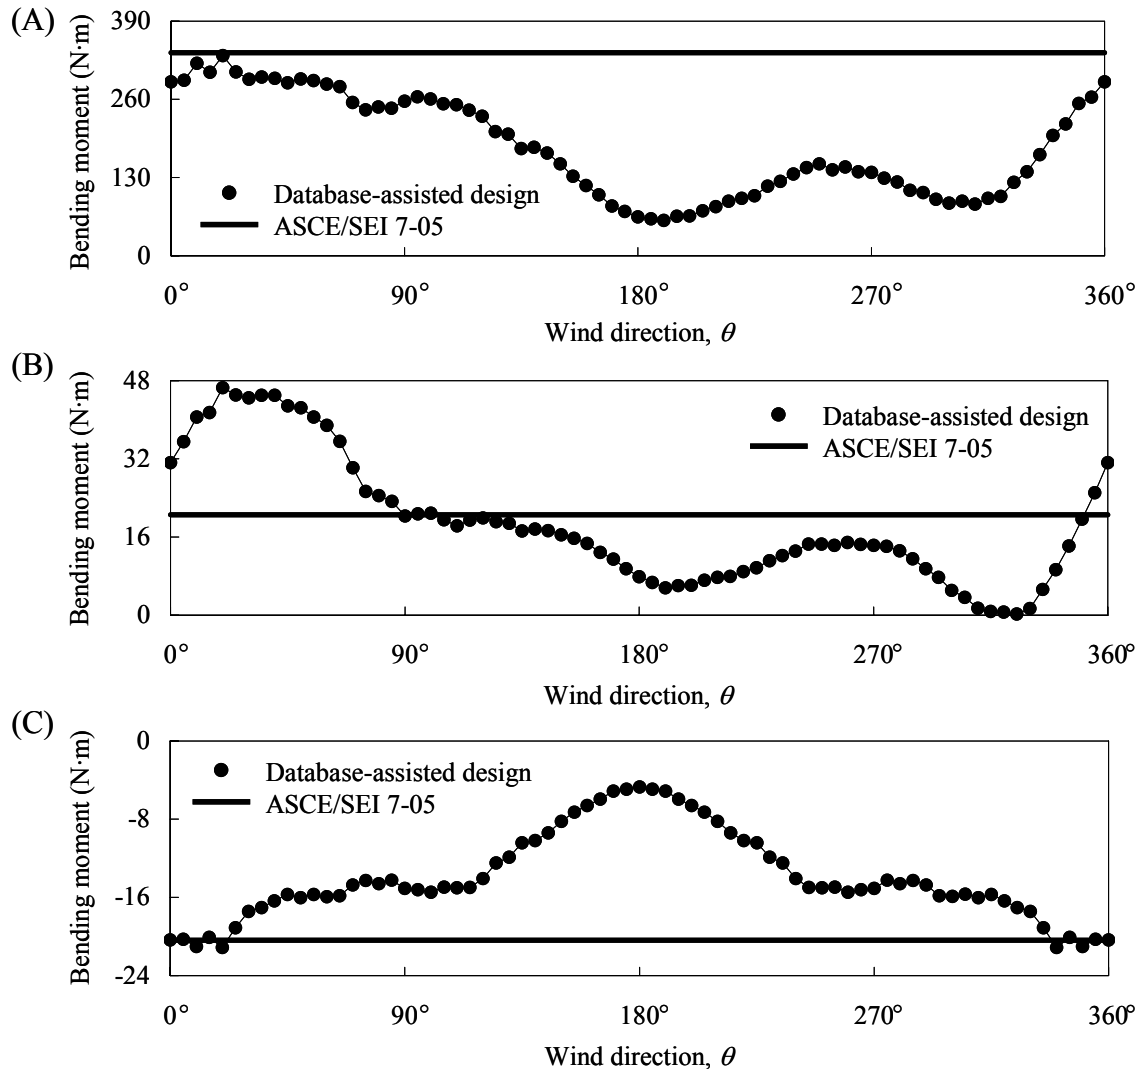 (A)
Bending moment (N·m)
390
260
130
0
Database-assisted design
ASCE/SEI 7-05
0° 90° 180° 270° 360°
Wind direction, θ
(B)
Bending moment (N·m)
48
32
16
0
Database-assisted design
ASCE/SEI 7-05
0° 90° 180° 270° 360°
Wind direction, θ
(C)
Bending moment (N·m)
0
-8
-16
-24
Database-assisted design
ASCE/SEI 7-05
0° 90° 180° 270° 360°
Wind direction, θ